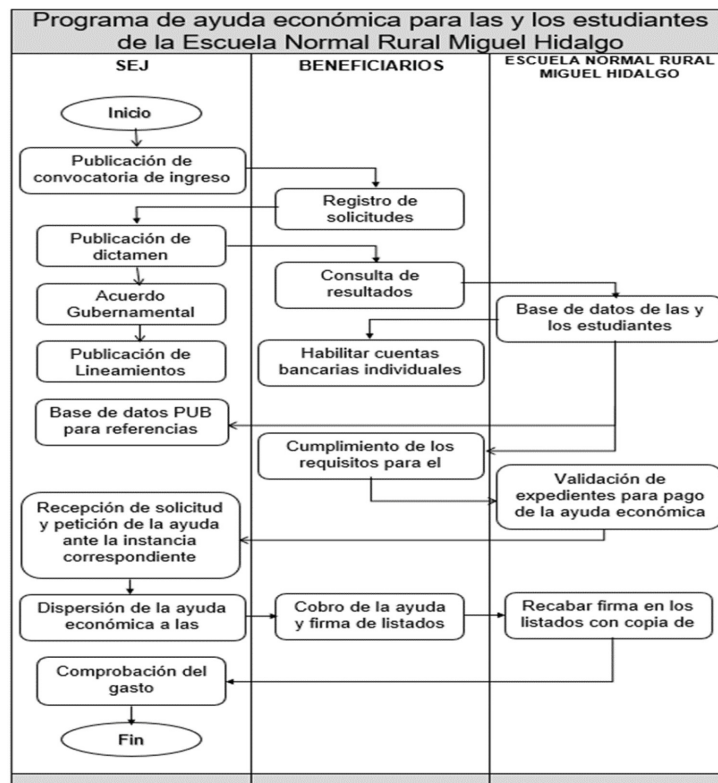 Programa de ayuda económica para las y los estudiantes
de la Escuela Normal Rural Miguel Hidalgo
SEJ
BENEFICIARIOS
ESCUELA NORMAL RURAL
MIGUEL HIDALGO
Inicio
Publicación de
convocatoria de ingreso
Registro de
solicitudes
Publicación de
dictamen
Consulta de
resultados
Acuerdo
Gubernamental
Base de datos de las y
los estudiantes
Publicación de
Lineamientos
Habilitar cuentas
bancarias individuales
Base de datos PUB
para referencias
Cumplimiento de los
requisitos para el
Validación de
expedientes para pago
de la ayuda económica
Recepción de solicitud
y petición de la ayuda
ante la instancia
correspondiente
Dispersión de la ayuda
económica a las
Cobro de la ayuda
y firma de listados
Recabar firma en los
listados con copia de
Comprobación del
gasto
Fin